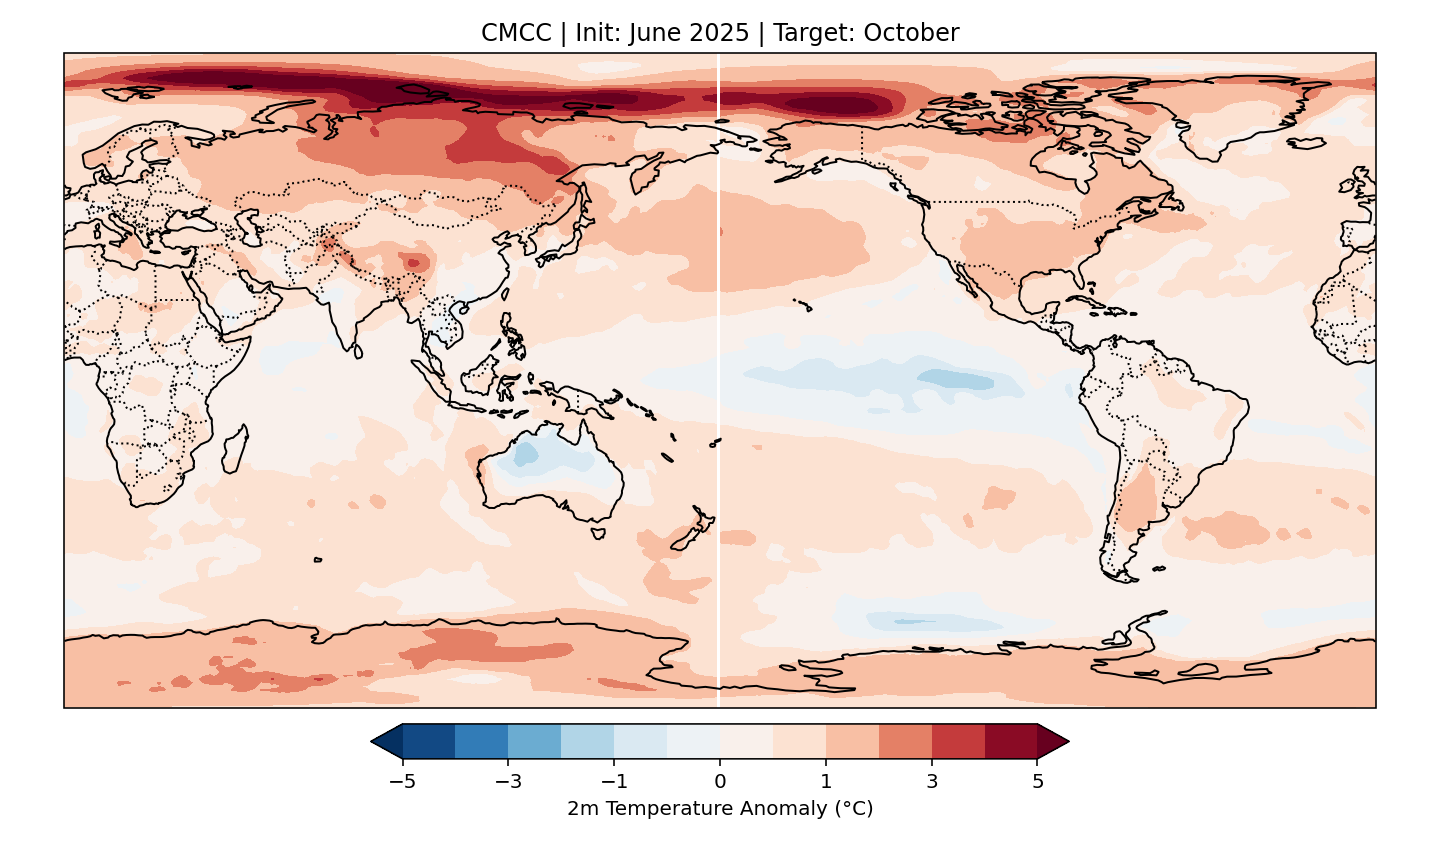 CMCC | Init: June 2025 | Target: October
−5 −3 −1 0 1 3 5
2m Temperature Anomaly (°C)